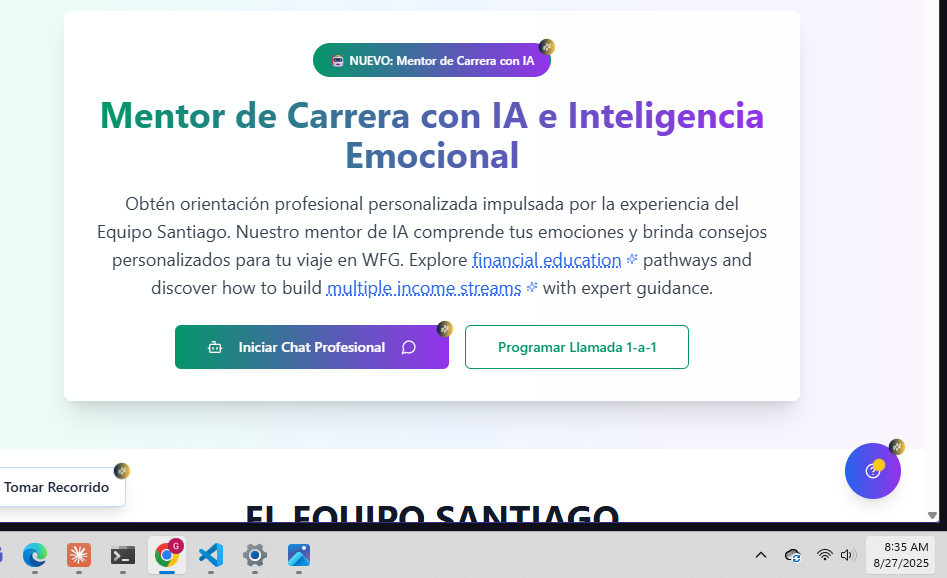 NUEVO: Mentor de Carrera con IA
Mentor de Carrera con IA e Inteligencia
Emocional
Obtén orientación profesional personalizada impulsada por la experiencia del
Equipo Santiago. Nuestro mentor de IA comprende tus emociones y brinda consejos
personalizados para tu viaje en WFG. Explore financial education pathways and
discover how to build multiple income streams with expert guidance.
Iniciar Chat Profesional
Programar Llamada 1-a-1
Tomar Recorrido
EL EQUIPO SANTIAGO
G
8:35 AM
8/27/2025